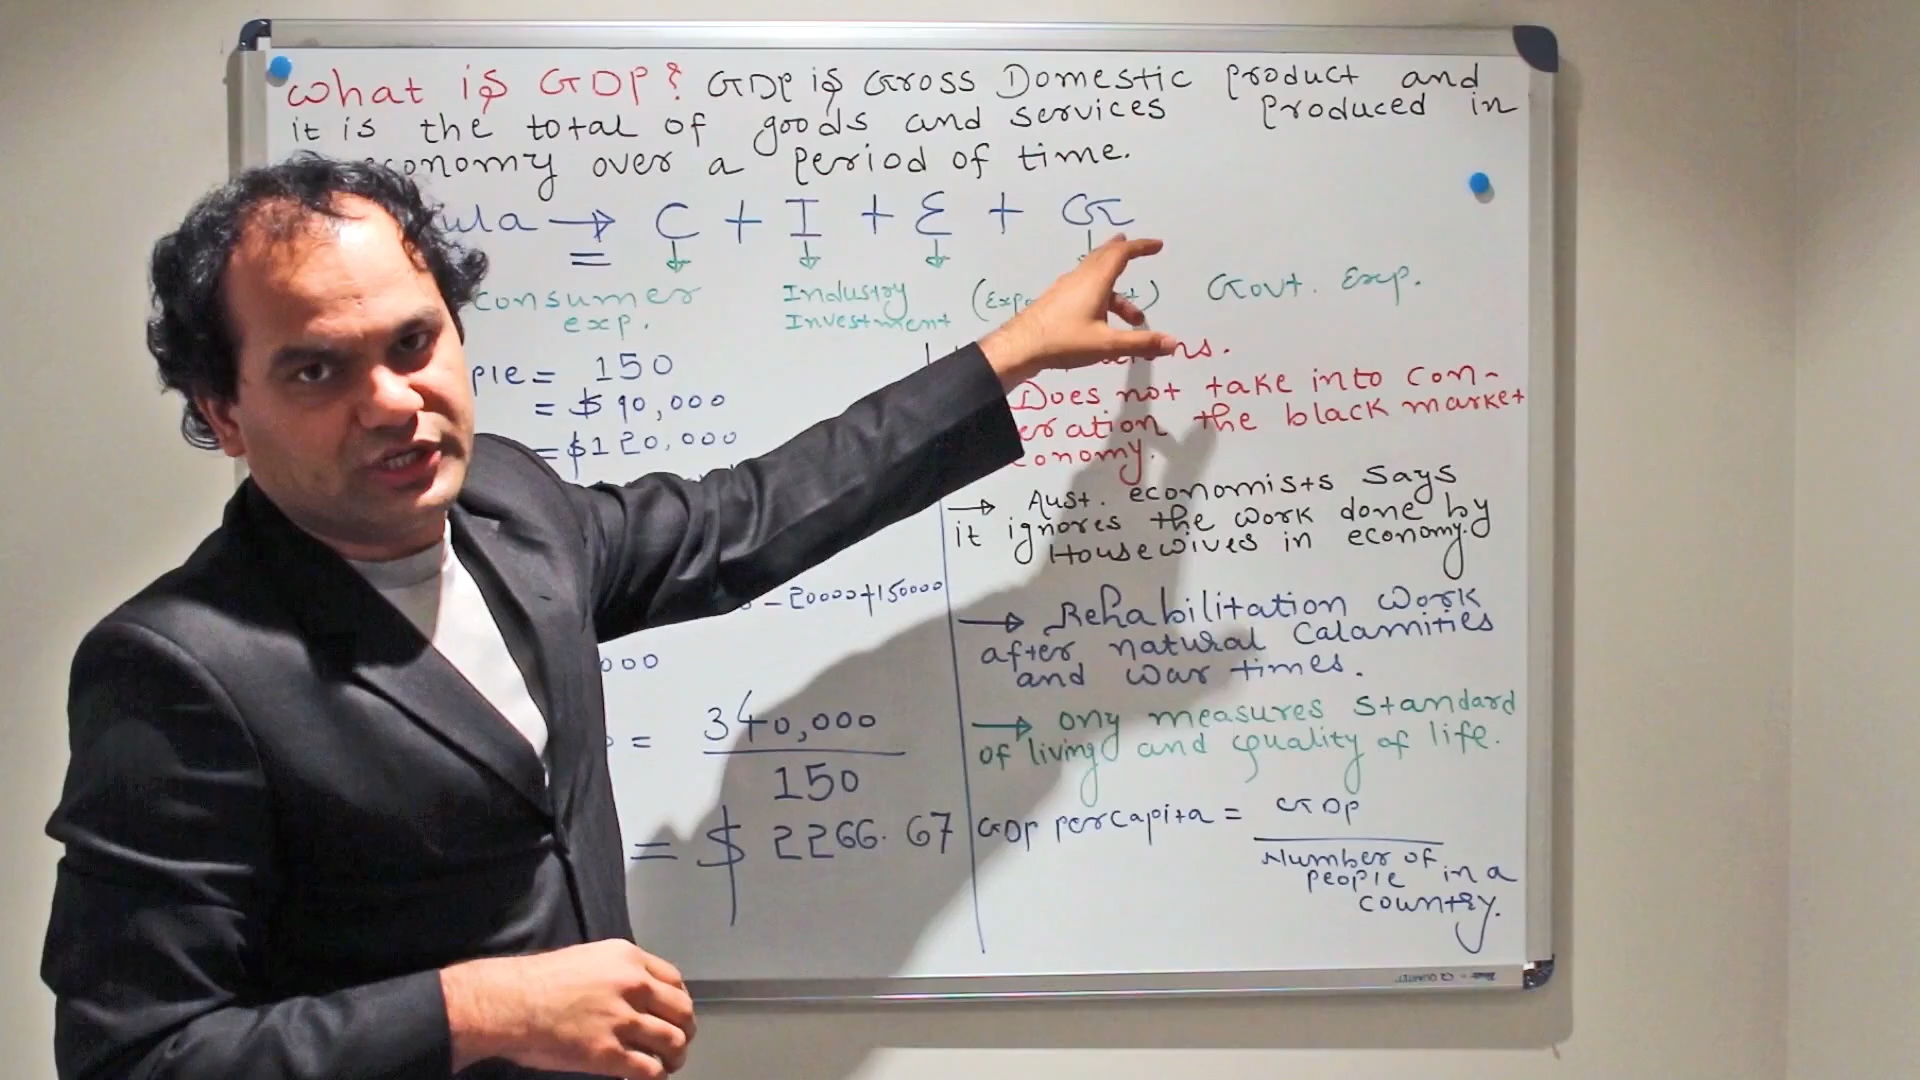 What is GDP? GDP is Gross Domestic product and
it is the total of goods and services produced in
economy over a period of time.
→ C + I + E + G
=
consumer exp.
Industry Investment
Govt. Exp.
= 150
= $ 90,000
= $120,000
- 20000+150000
000
= 340,000
150
= $ 2266.67
Does not take into con-
eration the black market
conomy.
→ Aust. economists says
it ignores the work done by
Housewives in economy.
→ Rehabilitation work
after natural calamities
and war times.
→ ony measures standard
of living and quality of life.
GDP percapita = GDP
Number of people in a
country.